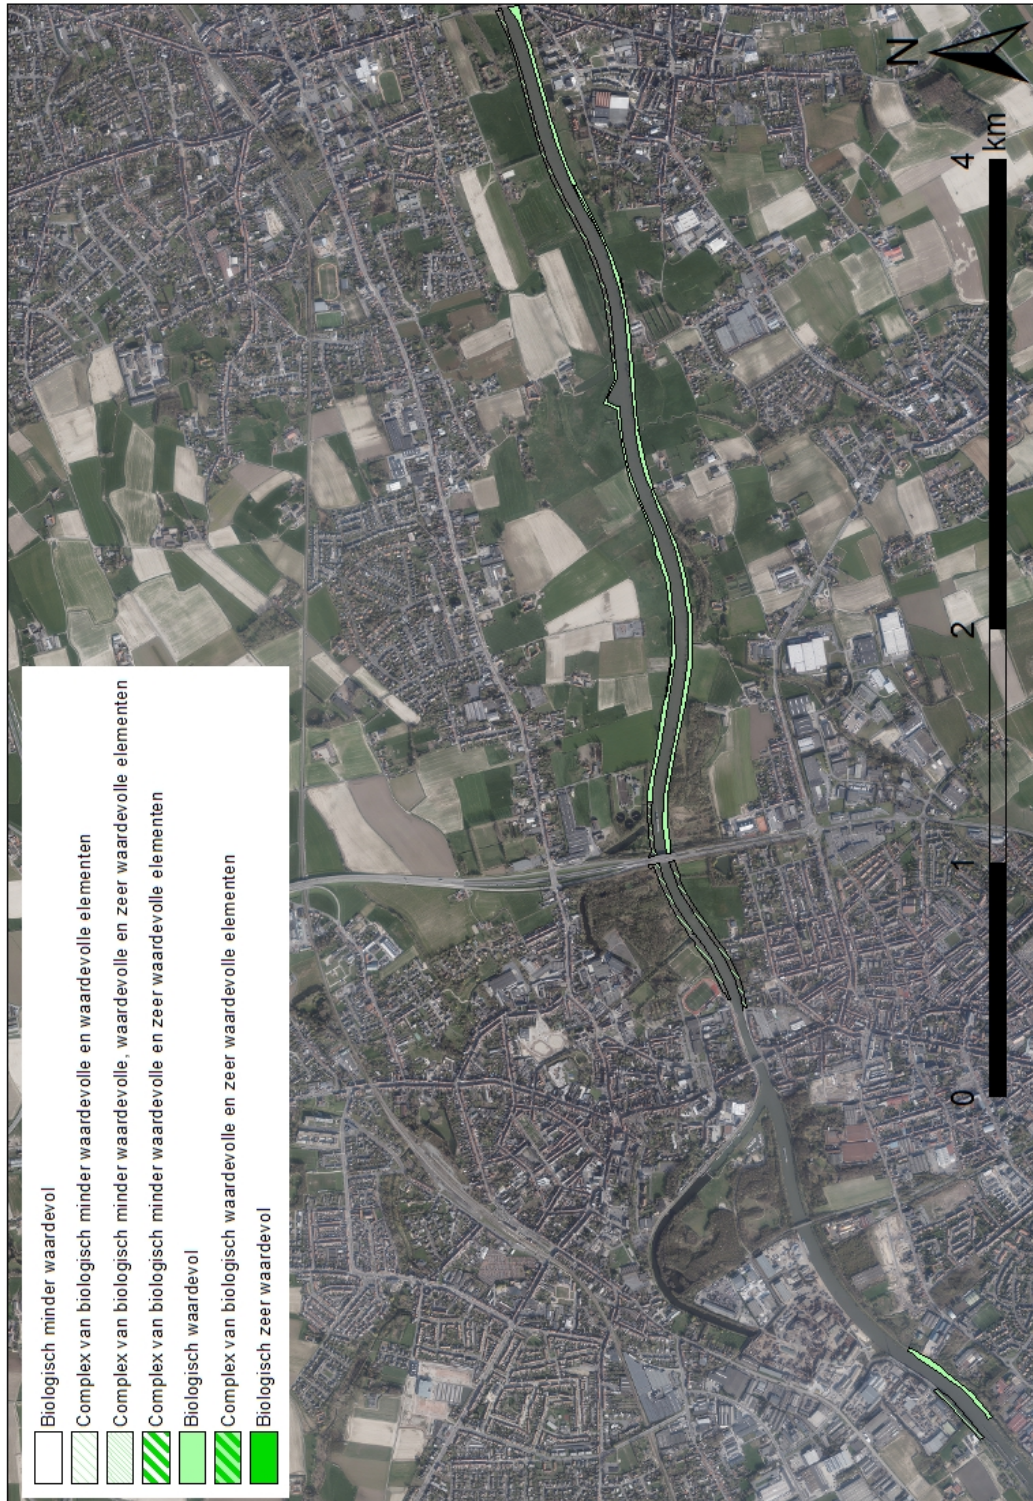 Biologisch minder waardevol
Complex van biologisch minder waardevolle en waardevolle elementen
Complex van biologisch minder waardevolle, waardevolle en zeer waardevolle elementen
Complex van biologisch minder waardevolle en zeer waardevolle elementen
Biologisch waardevol
Complex van biologisch waardevolle en zeer waardevolle elementen
Biologisch zeer waardevol
0 1 2 4
km
N